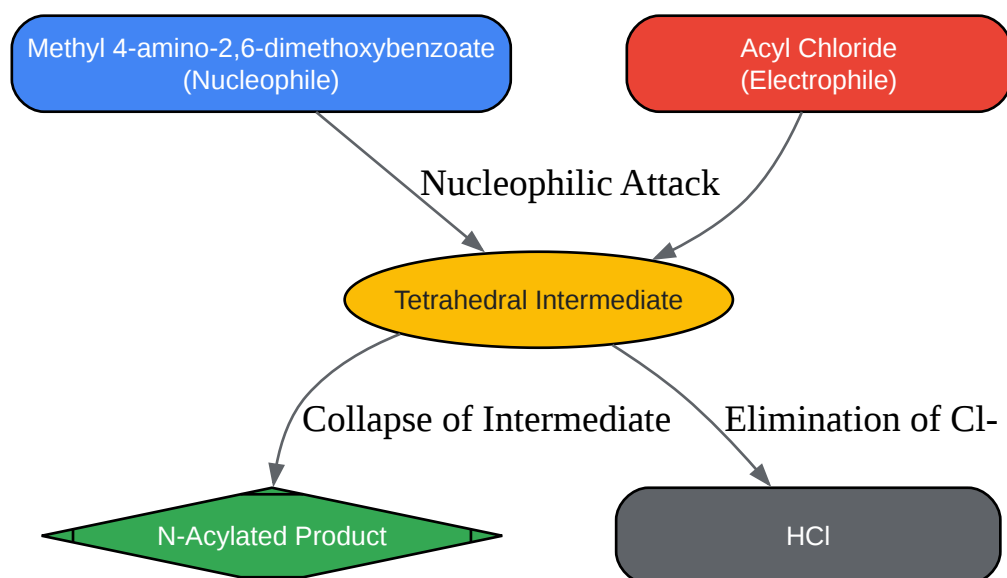 Methyl 4-amino-2,6-dimethoxybenzoate
(Nucleophile)
Acyl Chloride
(Electrophile)
Nucleophilic Attack
Tetrahedral Intermediate
Collapse of Intermediate
Elimination of Cl-
N-Acylated Product
HCl